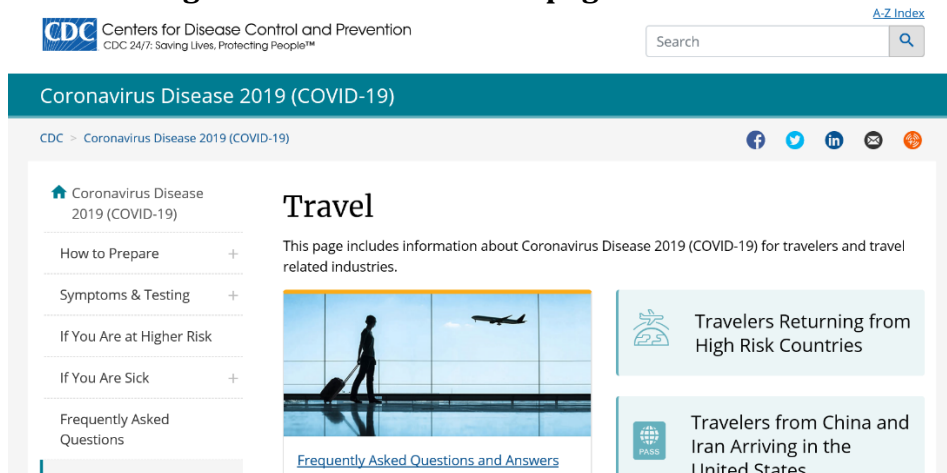 A-Z Index
CDC
Centers for Disease Control and Prevention
CDC 24/7: Saving Lives, Protecting People™
Search
Coronavirus Disease 2019 (COVID-19)
CDC > Coronavirus Disease 2019 (COVID-19)
Coronavirus Disease
2019 (COVID-19)
How to Prepare
Symptoms & Testing
If You Are at Higher Risk
If You Are Sick
Frequently Asked
Questions
Travel
This page includes information about Coronavirus Disease 2019 (COVID-19) for travelers and travel
related industries.
Frequently Asked Questions and Answers
Travelers Returning from
High Risk Countries
PASS
Travelers from China and
Iran Arriving in the
United States